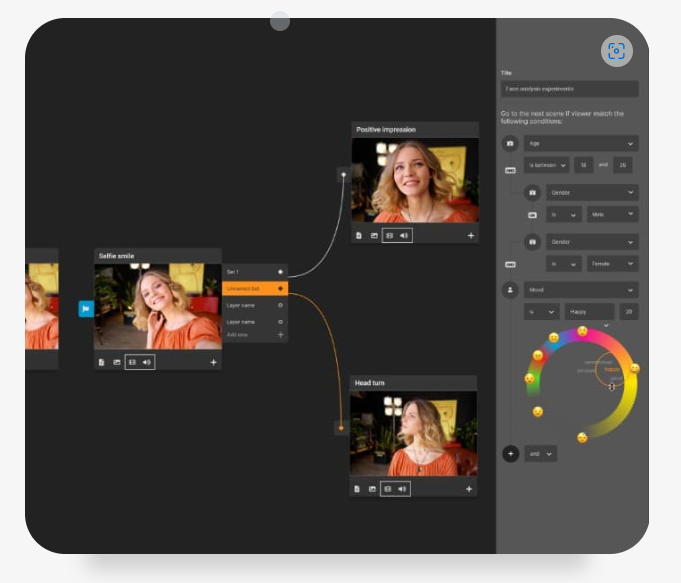 Positive impression
Selfie smile
Set 1
Unnamed Set
Layer name
Layer name
Add new
Head turn
Title
Face analysis experiments
Go to the next scene if viewer match the
following conditions:
Age
is between 18 and 25
Gender
is Male
Gender
is Female
Mood
is Happy 20
happy
and